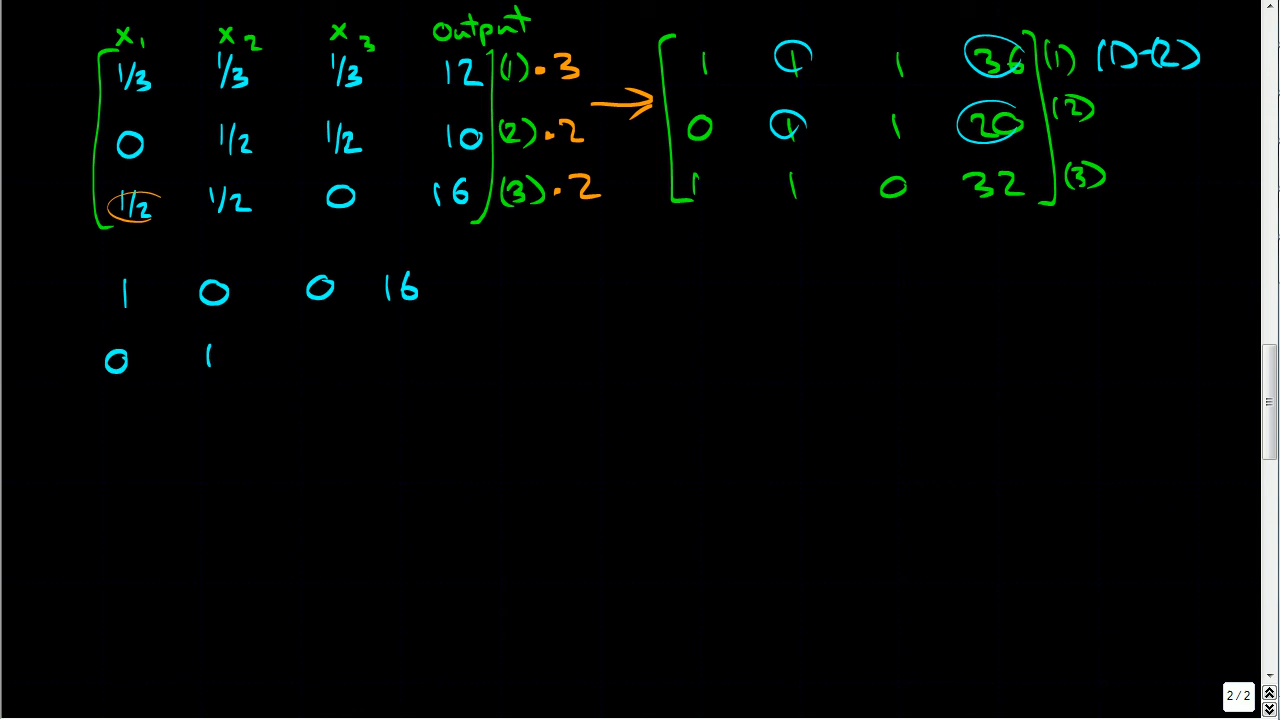 x₁ x₂ x₃ output
1/3 1/3 1/3 12 (1) · 3 → 1 1 1 36 (1) (1)-(2)
0 1/2 1/2 10 (2) · 2 0 1 1 20 (2)
1/2 1/2 0 16 (3) · 2 1 1 0 32 (3)
1 0 0 16
0 1
2 / 2